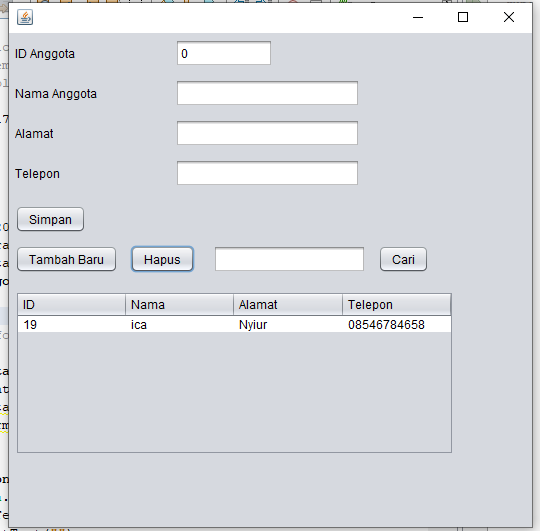 ID Anggota 0
Nama Anggota
Alamat
Telepon
Simpan
Tambah Baru Hapus Cari
ID Nama Alamat Telepon
19 ica Nyiur 08546784658